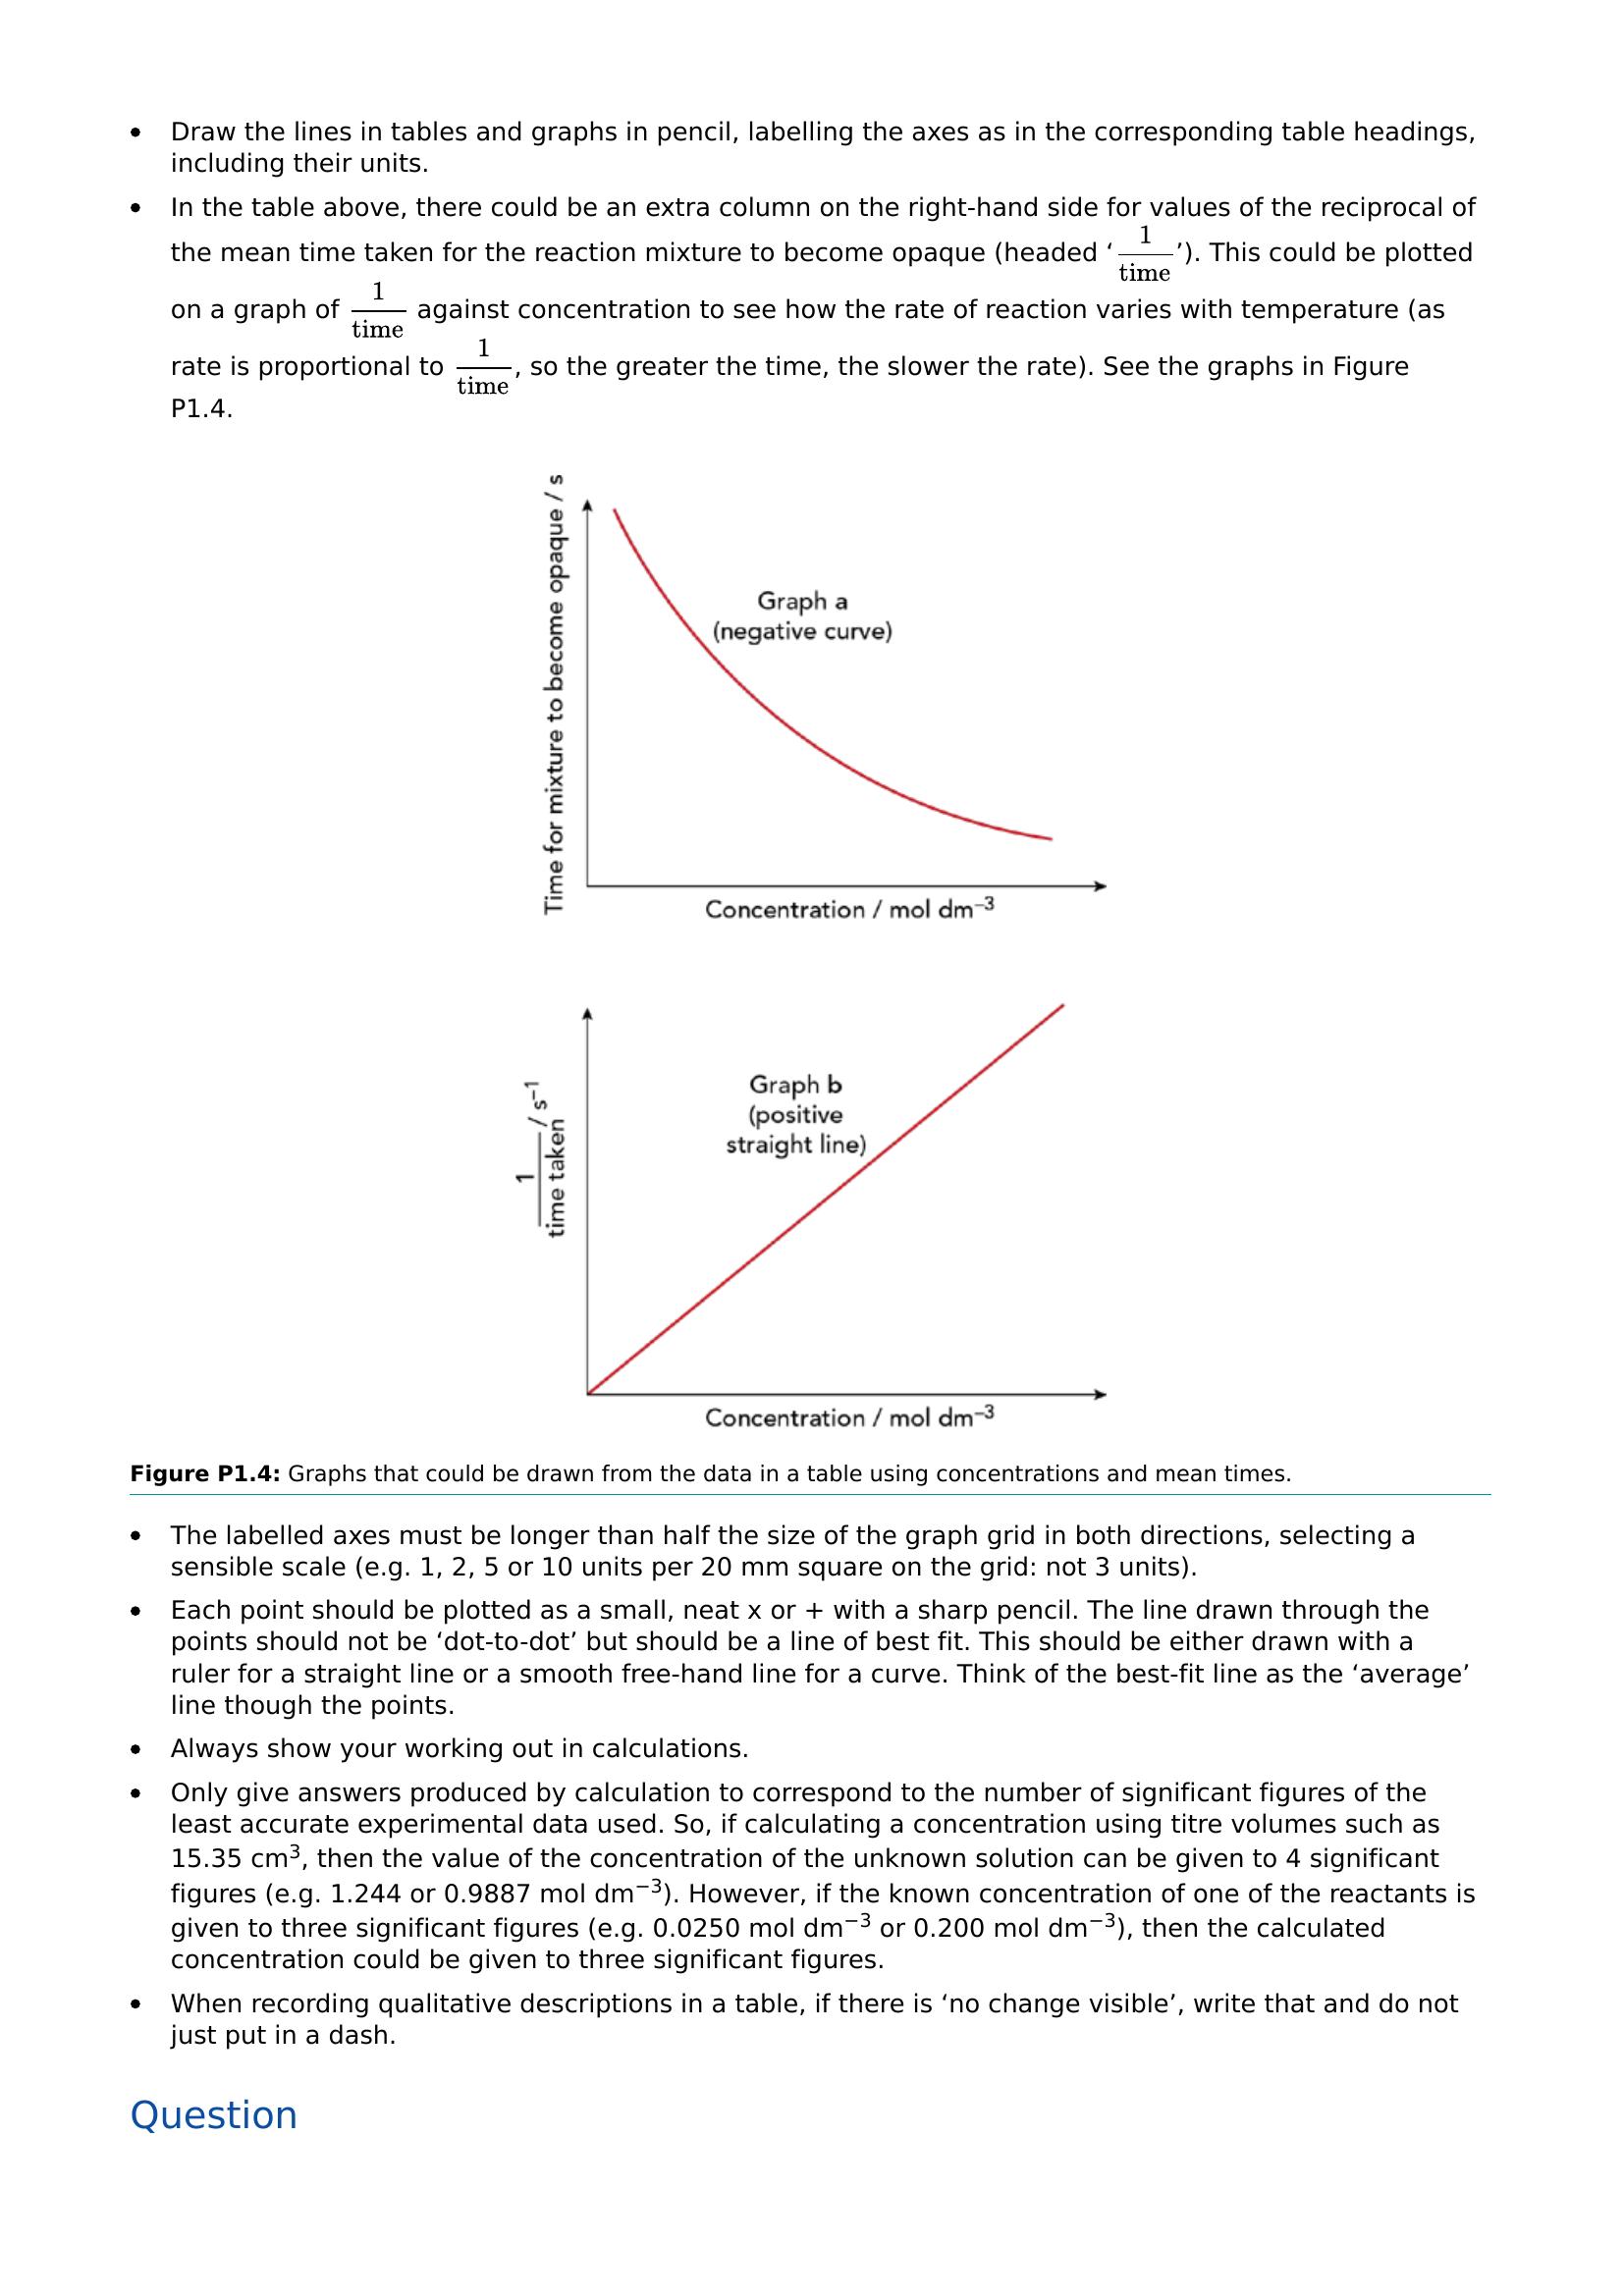 • Draw the lines in tables and graphs in pencil, labelling the axes as in the corresponding table headings,
including their units.
• In the table above, there could be an extra column on the right-hand side for values of the reciprocal of
the mean time taken for the reaction mixture to become opaque (headed ‘1/time’). This could be plotted
on a graph of 1/time against concentration to see how the rate of reaction varies with temperature (as
rate is proportional to 1/time, so the greater the time, the slower the rate). See the graphs in Figure
P1.4.
Time for mixture to become opaque / s
Graph a
(negative curve)
Concentration / mol dm⁻³
1/time taken / s⁻¹
Graph b
(positive
straight line)
Concentration / mol dm⁻³
Figure P1.4: Graphs that could be drawn from the data in a table using concentrations and mean times.
• The labelled axes must be longer than half the size of the graph grid in both directions, selecting a
sensible scale (e.g. 1, 2, 5 or 10 units per 20 mm square on the grid: not 3 units).
• Each point should be plotted as a small, neat x or + with a sharp pencil. The line drawn through the
points should not be ‘dot-to-dot’ but should be a line of best fit. This should be either drawn with a
ruler for a straight line or a smooth free-hand line for a curve. Think of the best-fit line as the ‘average’
line though the points.
• Always show your working out in calculations.
• Only give answers produced by calculation to correspond to the number of significant figures of the
least accurate experimental data used. So, if calculating a concentration using titre volumes such as
15.35 cm³, then the value of the concentration of the unknown solution can be given to 4 significant
figures (e.g. 1.244 or 0.9887 mol dm⁻³). However, if the known concentration of one of the reactants is
given to three significant figures (e.g. 0.0250 mol dm⁻³ or 0.200 mol dm⁻³), then the calculated
concentration could be given to three significant figures.
• When recording qualitative descriptions in a table, if there is ‘no change visible’, write that and do not
just put in a dash.
Question